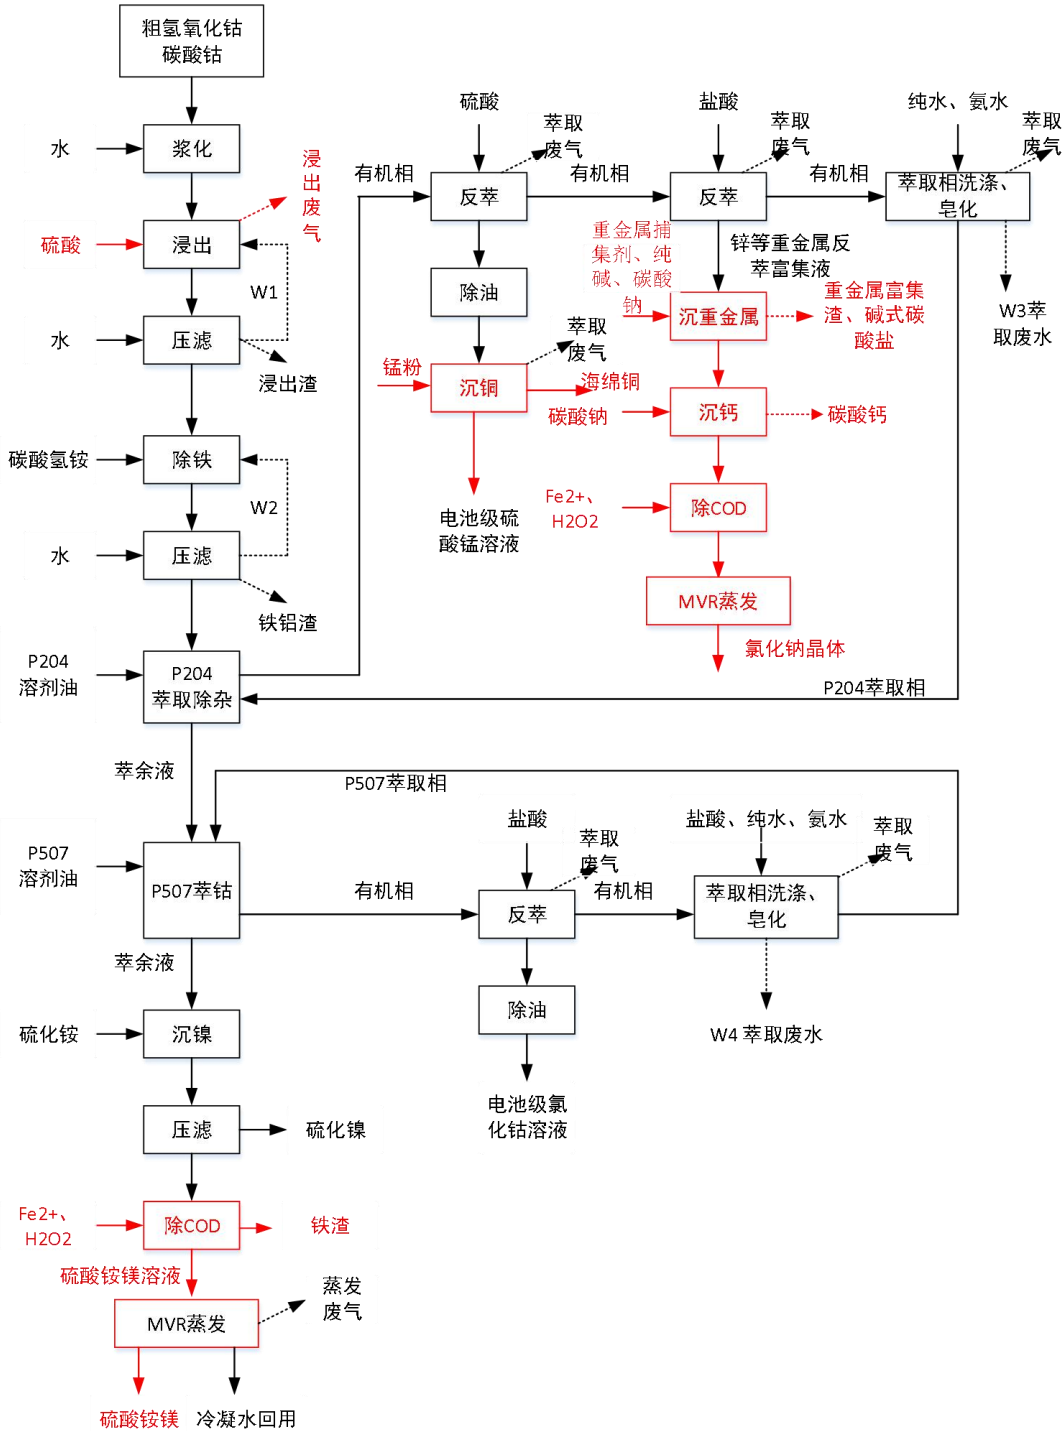 粗氢氧化钴
碳酸钴
水
浆化
硫酸
浸出
浸
出
废
气
W1
水
压滤
浸出渣
碳酸氢铵
除铁
W2
水
压滤
铁铝渣
P204
溶剂油
P204
萃取除杂
有机相
硫酸
反萃
萃取
废气
除油
锰粉
沉铜
萃取
废气
海绵铜
电池级硫
酸锰溶液
有机相
盐酸
反萃
萃取
废气
锌等重金属反
萃富集液
重金属捕
集剂、纯
碱、碳酸
钠
沉重金属
重金属富集
渣、碱式碳
酸盐
碳酸钠
沉钙
碳酸钙
Fe2+、
H2O2
除COD
MVR蒸发
氯化钠晶体
有机相
纯水、氨水
萃取相洗涤、
皂化
萃取
废气
W3萃
取废水
P204萃取相
萃余液
P507萃取相
P507
溶剂油
P507萃钴
有机相
盐酸
反萃
萃取
废气
除油
电池级氯
化钴溶液
有机相
盐酸、纯水、氨水
萃取相洗涤、
皂化
萃取
废气
W4 萃取废水
萃余液
硫化铵
沉镍
压滤
硫化镍
Fe2+、
H2O2
除COD
铁渣
硫酸铵镁溶液
MVR蒸发
蒸发
废气
硫酸铵镁
冷凝水回用